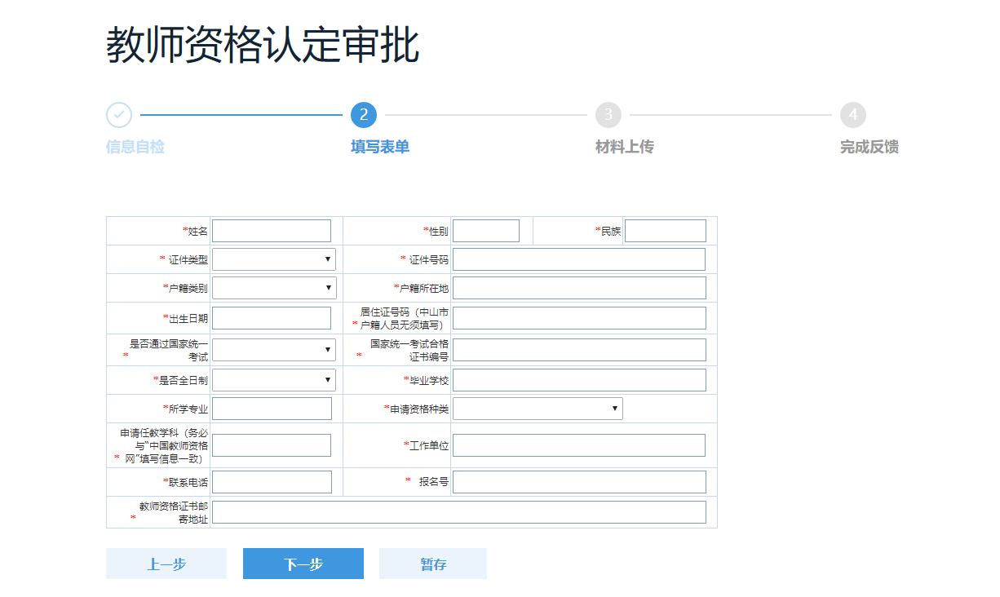 教师资格认定审批
2 3 4
信息自检 填写表单 材料上传 完成反馈
*姓名 *性别 *民族
* 证件类型 * 证件号码
*户籍类别 *户籍所在地
*出生日期 居住证号码（中山市
* 户籍人员无须填写）
是否通过国家统一
* 考试
国家统一考试合格
* 证书编号
*是否全日制 *毕业学校
*所学专业 *申请资格种类
申请任教学科（务必
与"中国教师资格
* 网"填写信息一致）
*工作单位
*联系电话 * 报名号
教师资格证书邮
* 寄地址
上一步 下一步 暂存